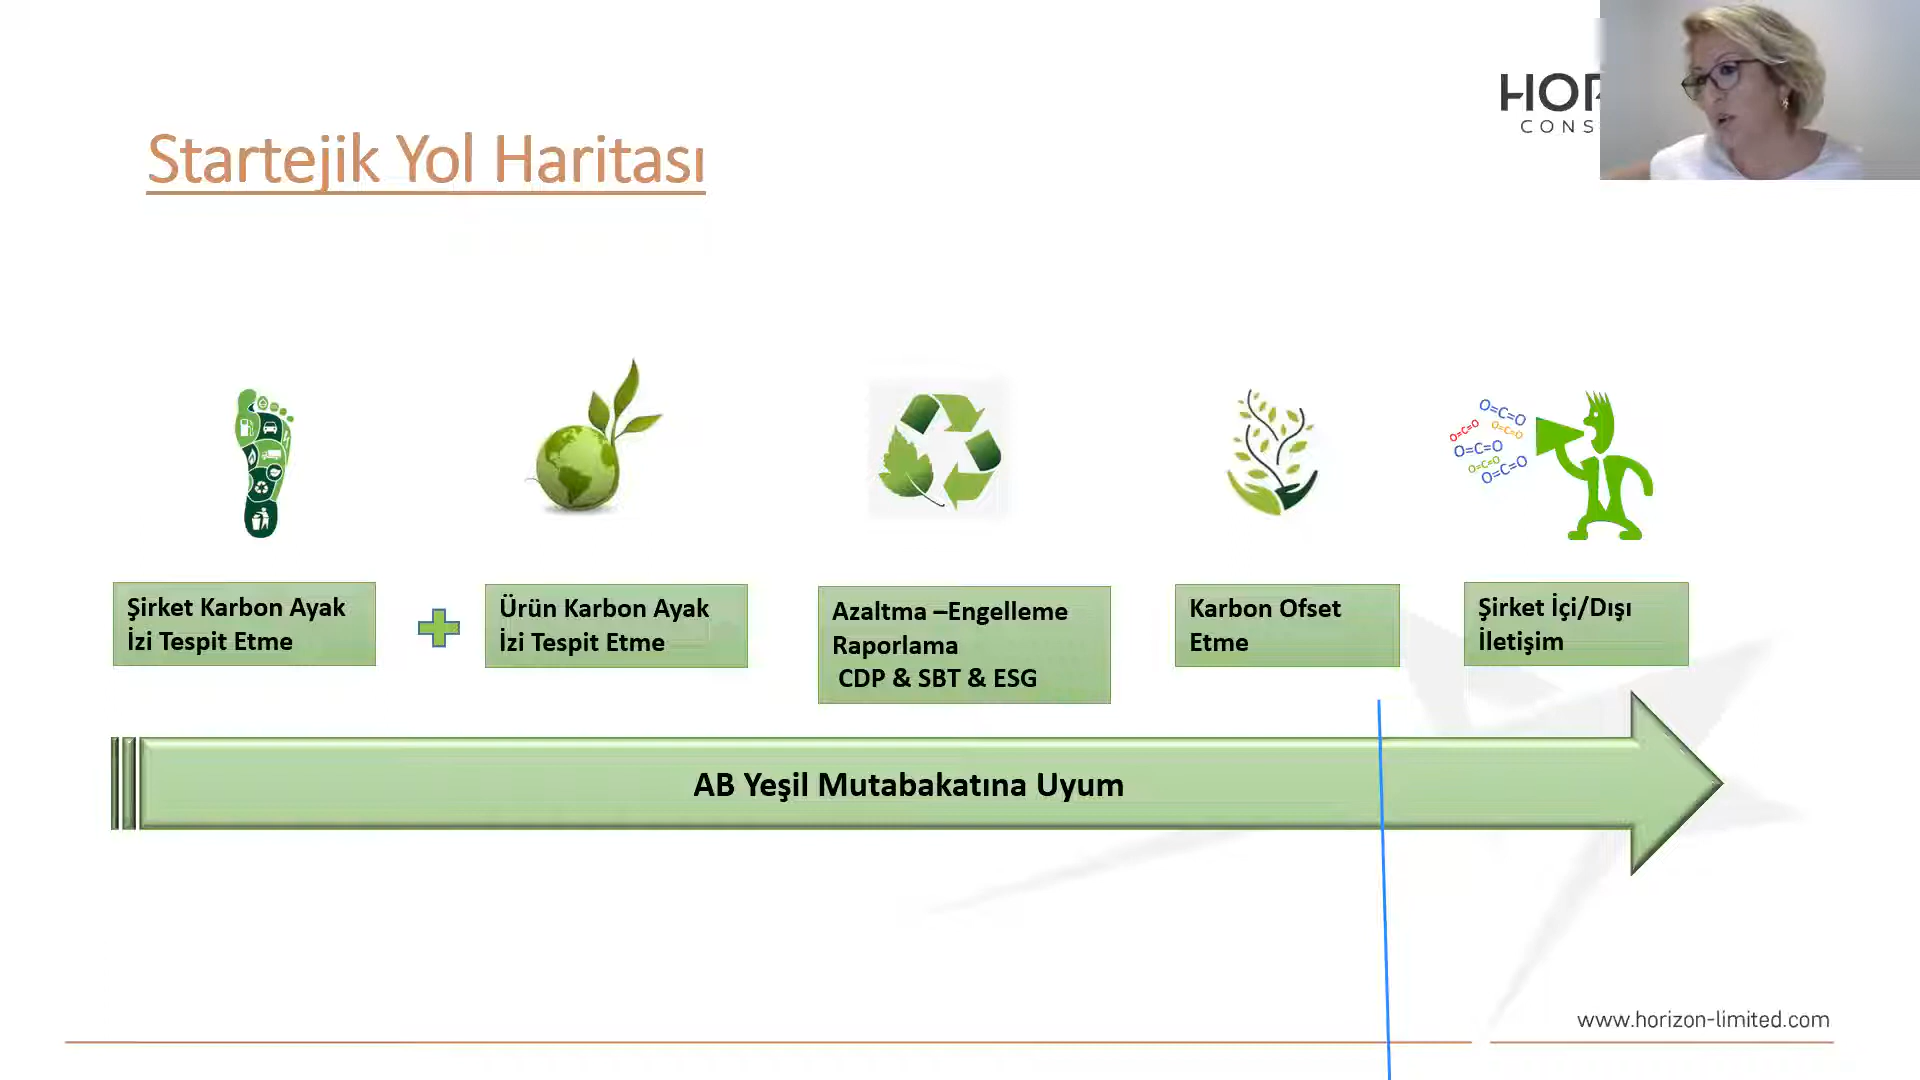 Startejik Yol Haritası
O=C=O
O=C=O
O=C=O
O=C=O
O=C=O
O=C=O
Şirket Karbon Ayak
İzi Tespit Etme
Ürün Karbon Ayak
İzi Tespit Etme
Azaltma –Engelleme
Raporlama
CDP & SBT & ESG
Karbon Ofset
Etme
Şirket İçi/Dışı
İletişim
AB Yeşil Mutabakatına Uyum
www.horizon-limited.com